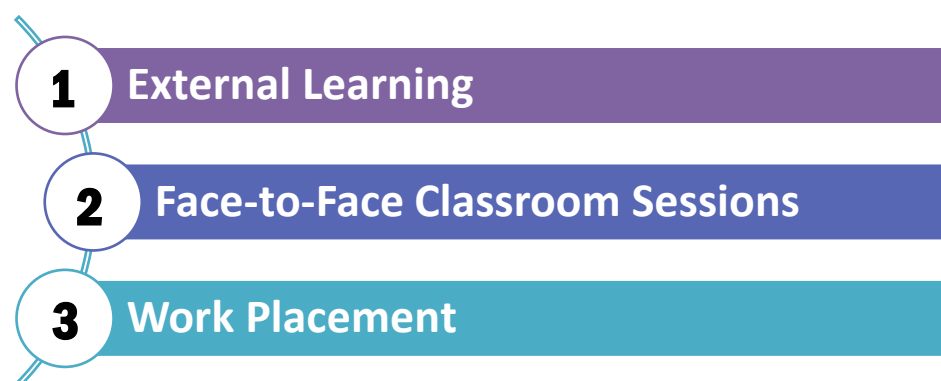 1 External Learning
2 Face-to-Face Classroom Sessions
3 Work Placement